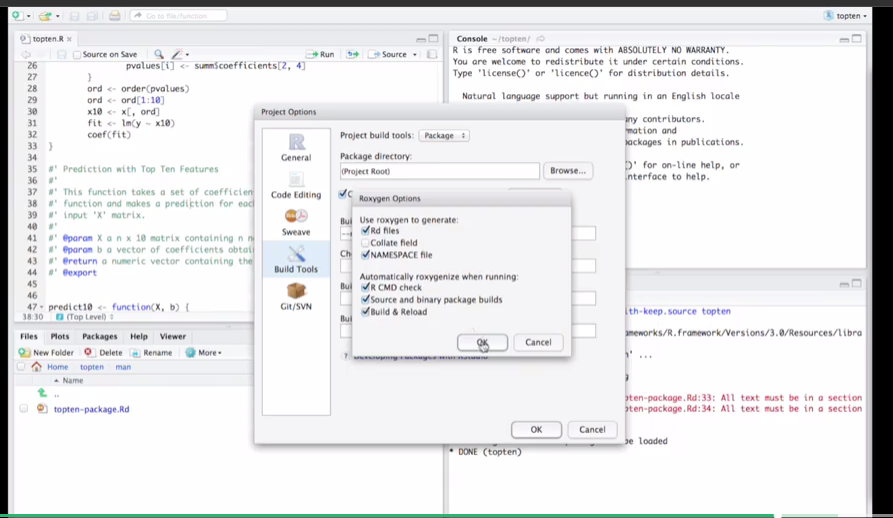 Go to file/function
topten
topten.R
Source on Save
Run
Source
26 pvalues[i] <- summ$coefficients[2, 4]
27 }
28 ord <- order(pvalues)
29 ord <- ord[1:10]
30 x10 <- x[, ord]
31 fit <- lm(y ~ x10)
32 coef(fit)
33 }
34
35 #' Prediction with Top Ten Features
36 #'
37 #' This function takes a set of coefficien
38 #' function and makes a prediction for eac
39 #' input 'X' matrix.
40 #'
41 #' @param X a n x 10 matrix containing n n
42 #' @param b a vector of coefficients obtai
43 #' @return a numeric vector containing the
44 #' @export
45
46
47 predict10 <- function(X, b) {
38:30 (Top Level)
Files Plots Packages Help Viewer
New Folder Delete Rename More
Home topten man
Name
..
topten-package.Rd
Console ~/topten/
R is free software and comes with ABSOLUTELY NO WARRANTY.
You are welcome to redistribute it under certain conditions.
Type 'license()' or 'licence()' for distribution details.
Natural language support but running in an English locale
any contributors.
mation and
packages in publications.
)' for on-line help, or
nterface to help.
th-keep.source topten
ameworks/R.framework/Versions/3.0/Resources/libra
n' ...
pten-package.Rd:33: All text must be in a section
pten-package.Rd:34: All text must be in a section
be loaded
* DONE (topten)
Project Options
General
Code Editing
Sweave
Build Tools
Git/SVN
Project build tools: Package
Package directory:
(Project Root) Browse...
Bui
Ch
Bui
Bui
Developing Packages with RStudio
OK Cancel
Roxygen Options
Use roxygen to generate:
Rd files
Collate field
NAMESPACE file
Automatically roxygenize when running:
R CMD check
Source and binary package builds
Build & Reload
OK Cancel